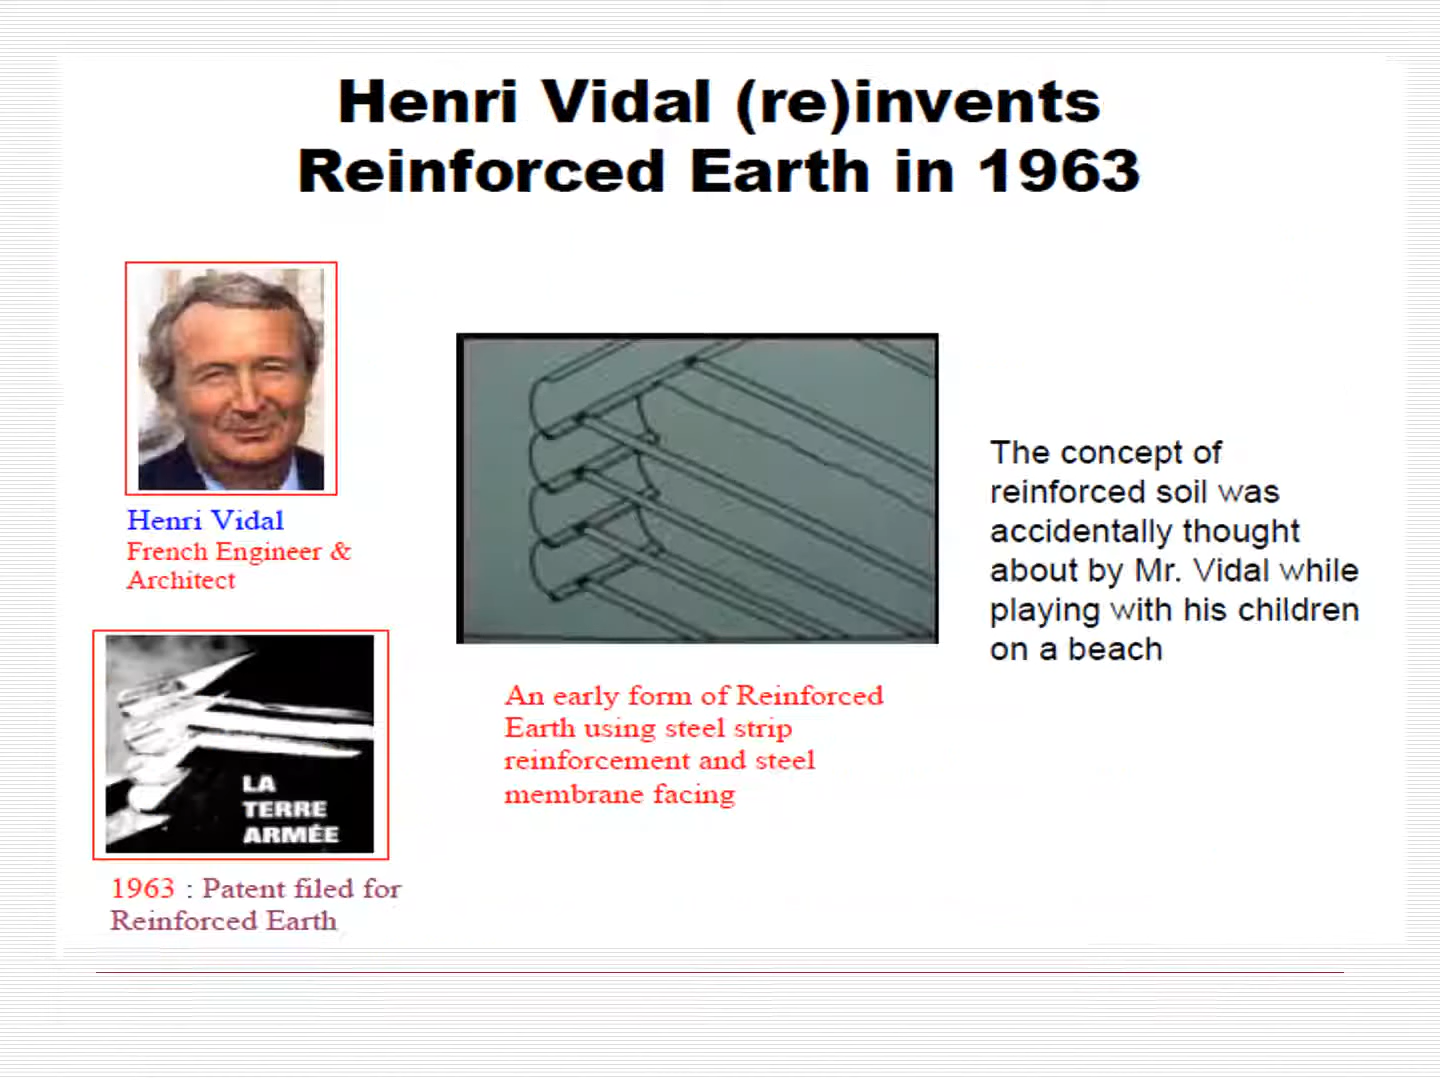 Henri Vidal (re)invents
Reinforced Earth in 1963
Henri Vidal
French Engineer &
Architect
LA
TERRE
ARMÉE
1963 : Patent filed for
Reinforced Earth
An early form of Reinforced
Earth using steel strip
reinforcement and steel
membrane facing
The concept of
reinforced soil was
accidentally thought
about by Mr. Vidal while
playing with his children
on a beach